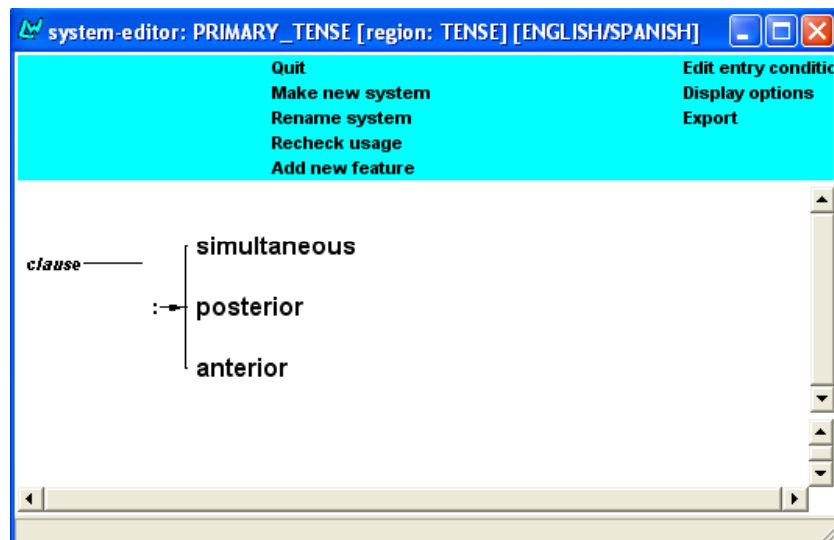 system-editor: PRIMARY_TENSE [region: TENSE] [ENGLISH/SPANISH]
Quit
Make new system
Rename system
Recheck usage
Add new feature
Edit entry conditic
Display options
Export
clause
simultaneous
:
posterior
anterior